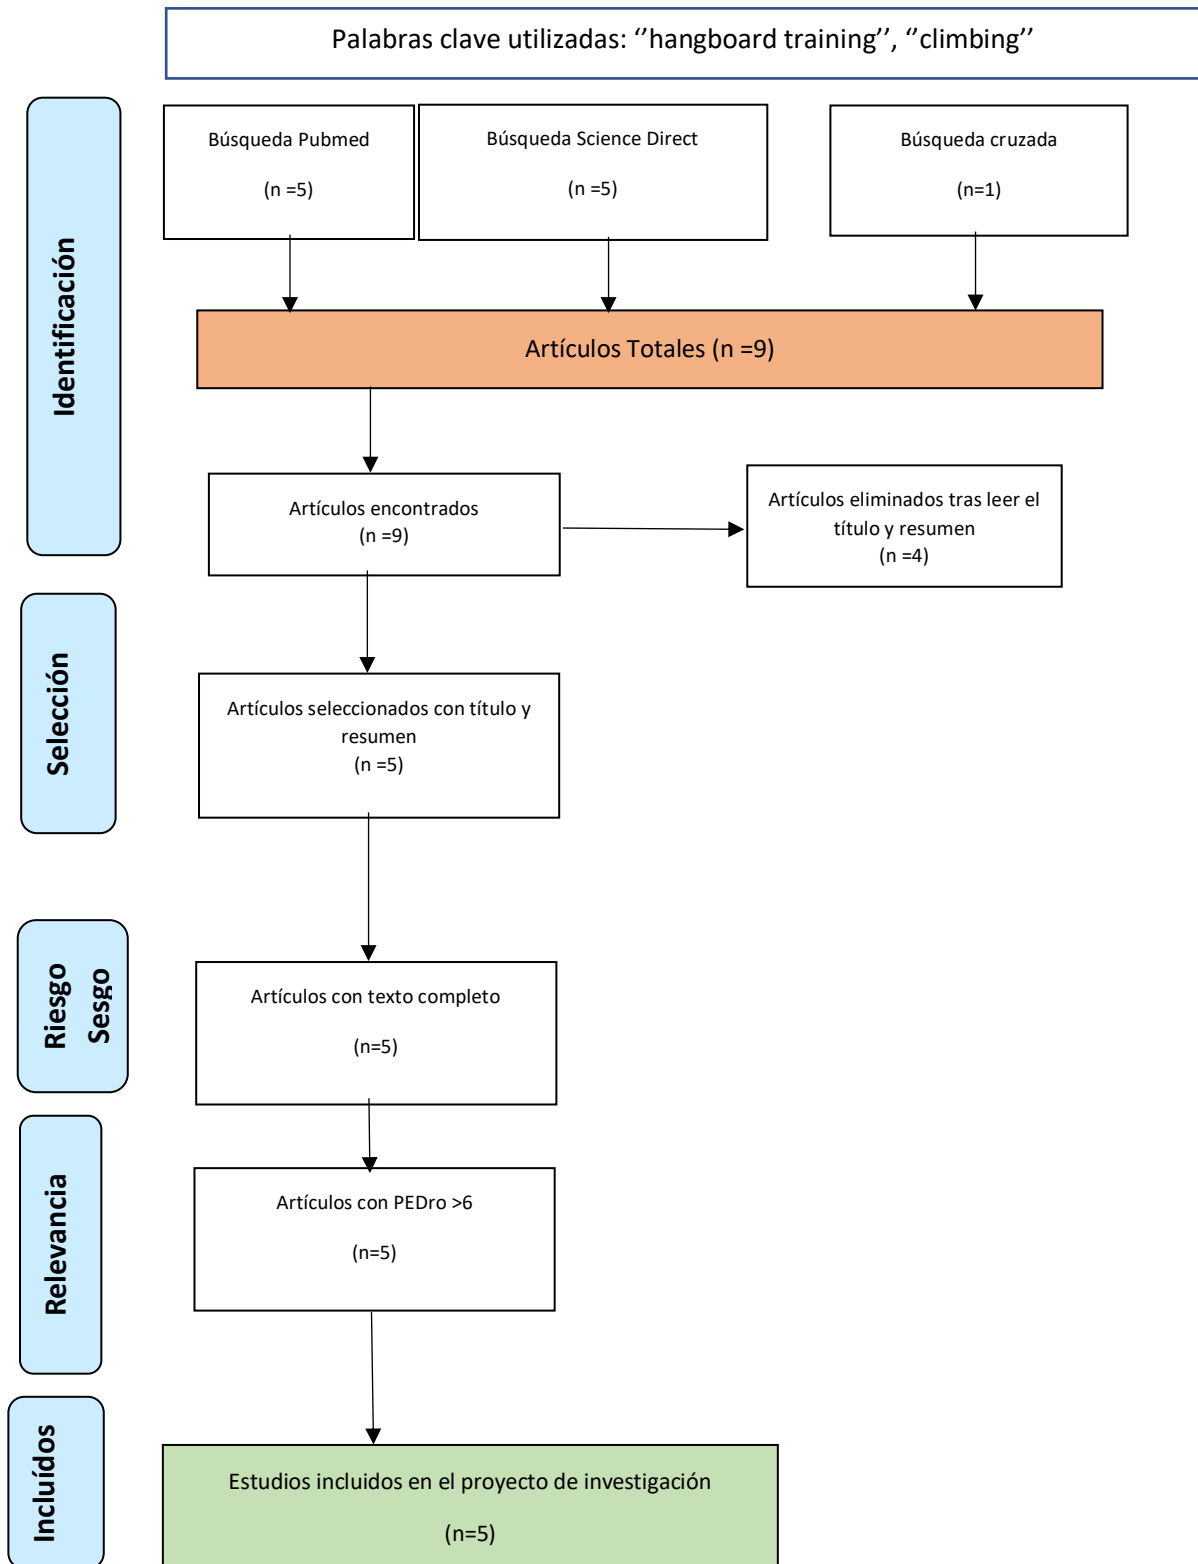 Palabras clave utilizadas: ‘’hangboard training’’, ‘’climbing’’
Identificación
Búsqueda Pubmed
(n =5)
Búsqueda Science Direct
(n =5)
Búsqueda cruzada
(n=1)
Artículos Totales (n =9)
Artículos encontrados
(n =9)
Artículos eliminados tras leer el
título y resumen
(n =4)
Selección
Artículos seleccionados con título y
resumen
(n =5)
Riesgo
Sesgo
Artículos con texto completo
(n=5)
Relevancia
Artículos con PEDro >6
(n=5)
Incluídos
Estudios incluidos en el proyecto de investigación
(n=5)